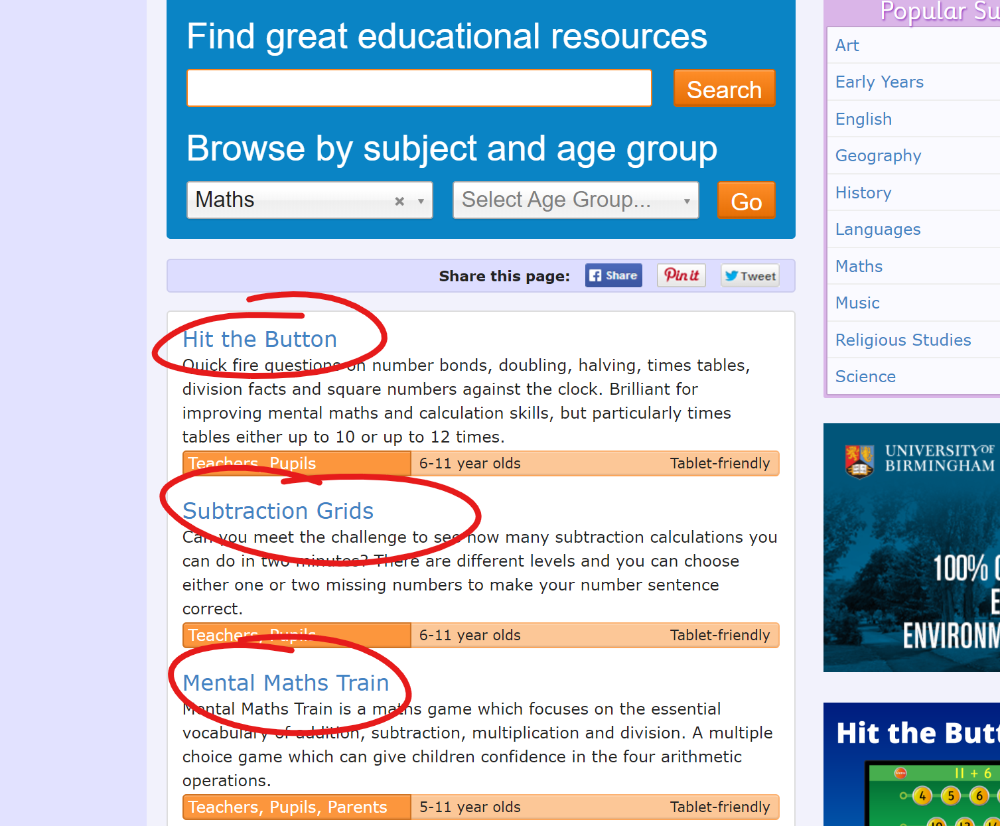 Find great educational resources
Search
Browse by subject and age group
Maths
Select Age Group...
Go
Share this page:
Share
Pin it
Tweet
Hit the Button
Quick fire questions on number bonds, doubling, halving, times tables,
division facts and square numbers against the clock. Brilliant for
improving mental maths and calculation skills, but particularly times
tables either up to 10 or up to 12 times.
Teachers, Pupils 6-11 year olds Tablet-friendly
Subtraction Grids
Can you meet the challenge to see how many subtraction calculations you
can do in two minutes? There are different levels and you can choose
either one or two missing numbers to make your number sentence
correct.
Teachers, Pupils 6-11 year olds Tablet-friendly
Mental Maths Train
Mental Maths Train is a maths game which focuses on the essential
vocabulary of addition, subtraction, multiplication and division. A multiple
choice game which can give children confidence in the four arithmetic
operations.
Teachers, Pupils, Parents 5-11 year olds Tablet-friendly
Popular Su
Art
Early Years
English
Geography
History
Languages
Maths
Music
Religious Studies
Science
UNIVERSITY OF
BIRMINGHAM
100%
ENVIRONM
Hit the Butt
11 + 6
4 5 6